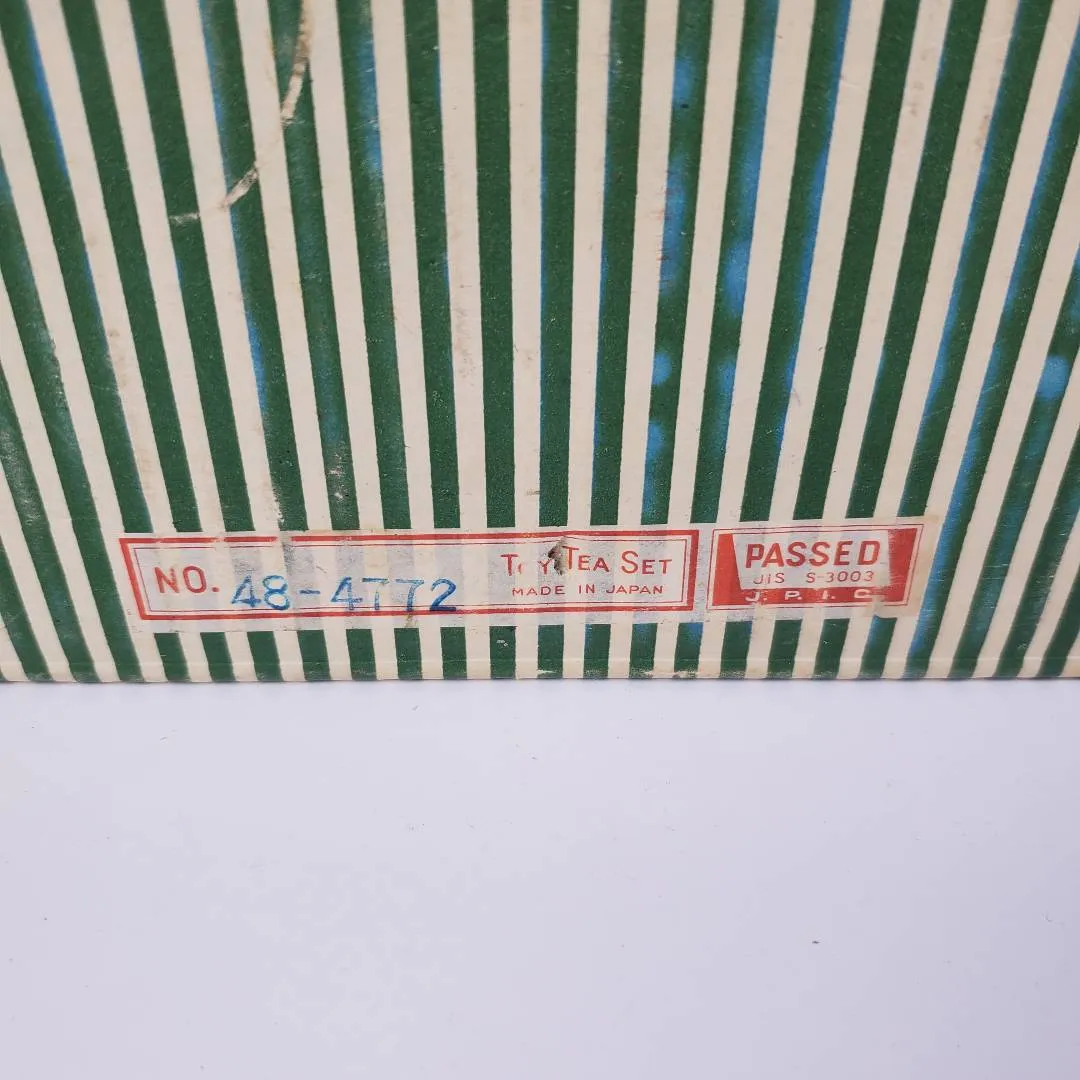 NO. 48-4772
TOY TEA SET
MADE IN JAPAN
PASSED
JIS S-3003
J.P.I.C